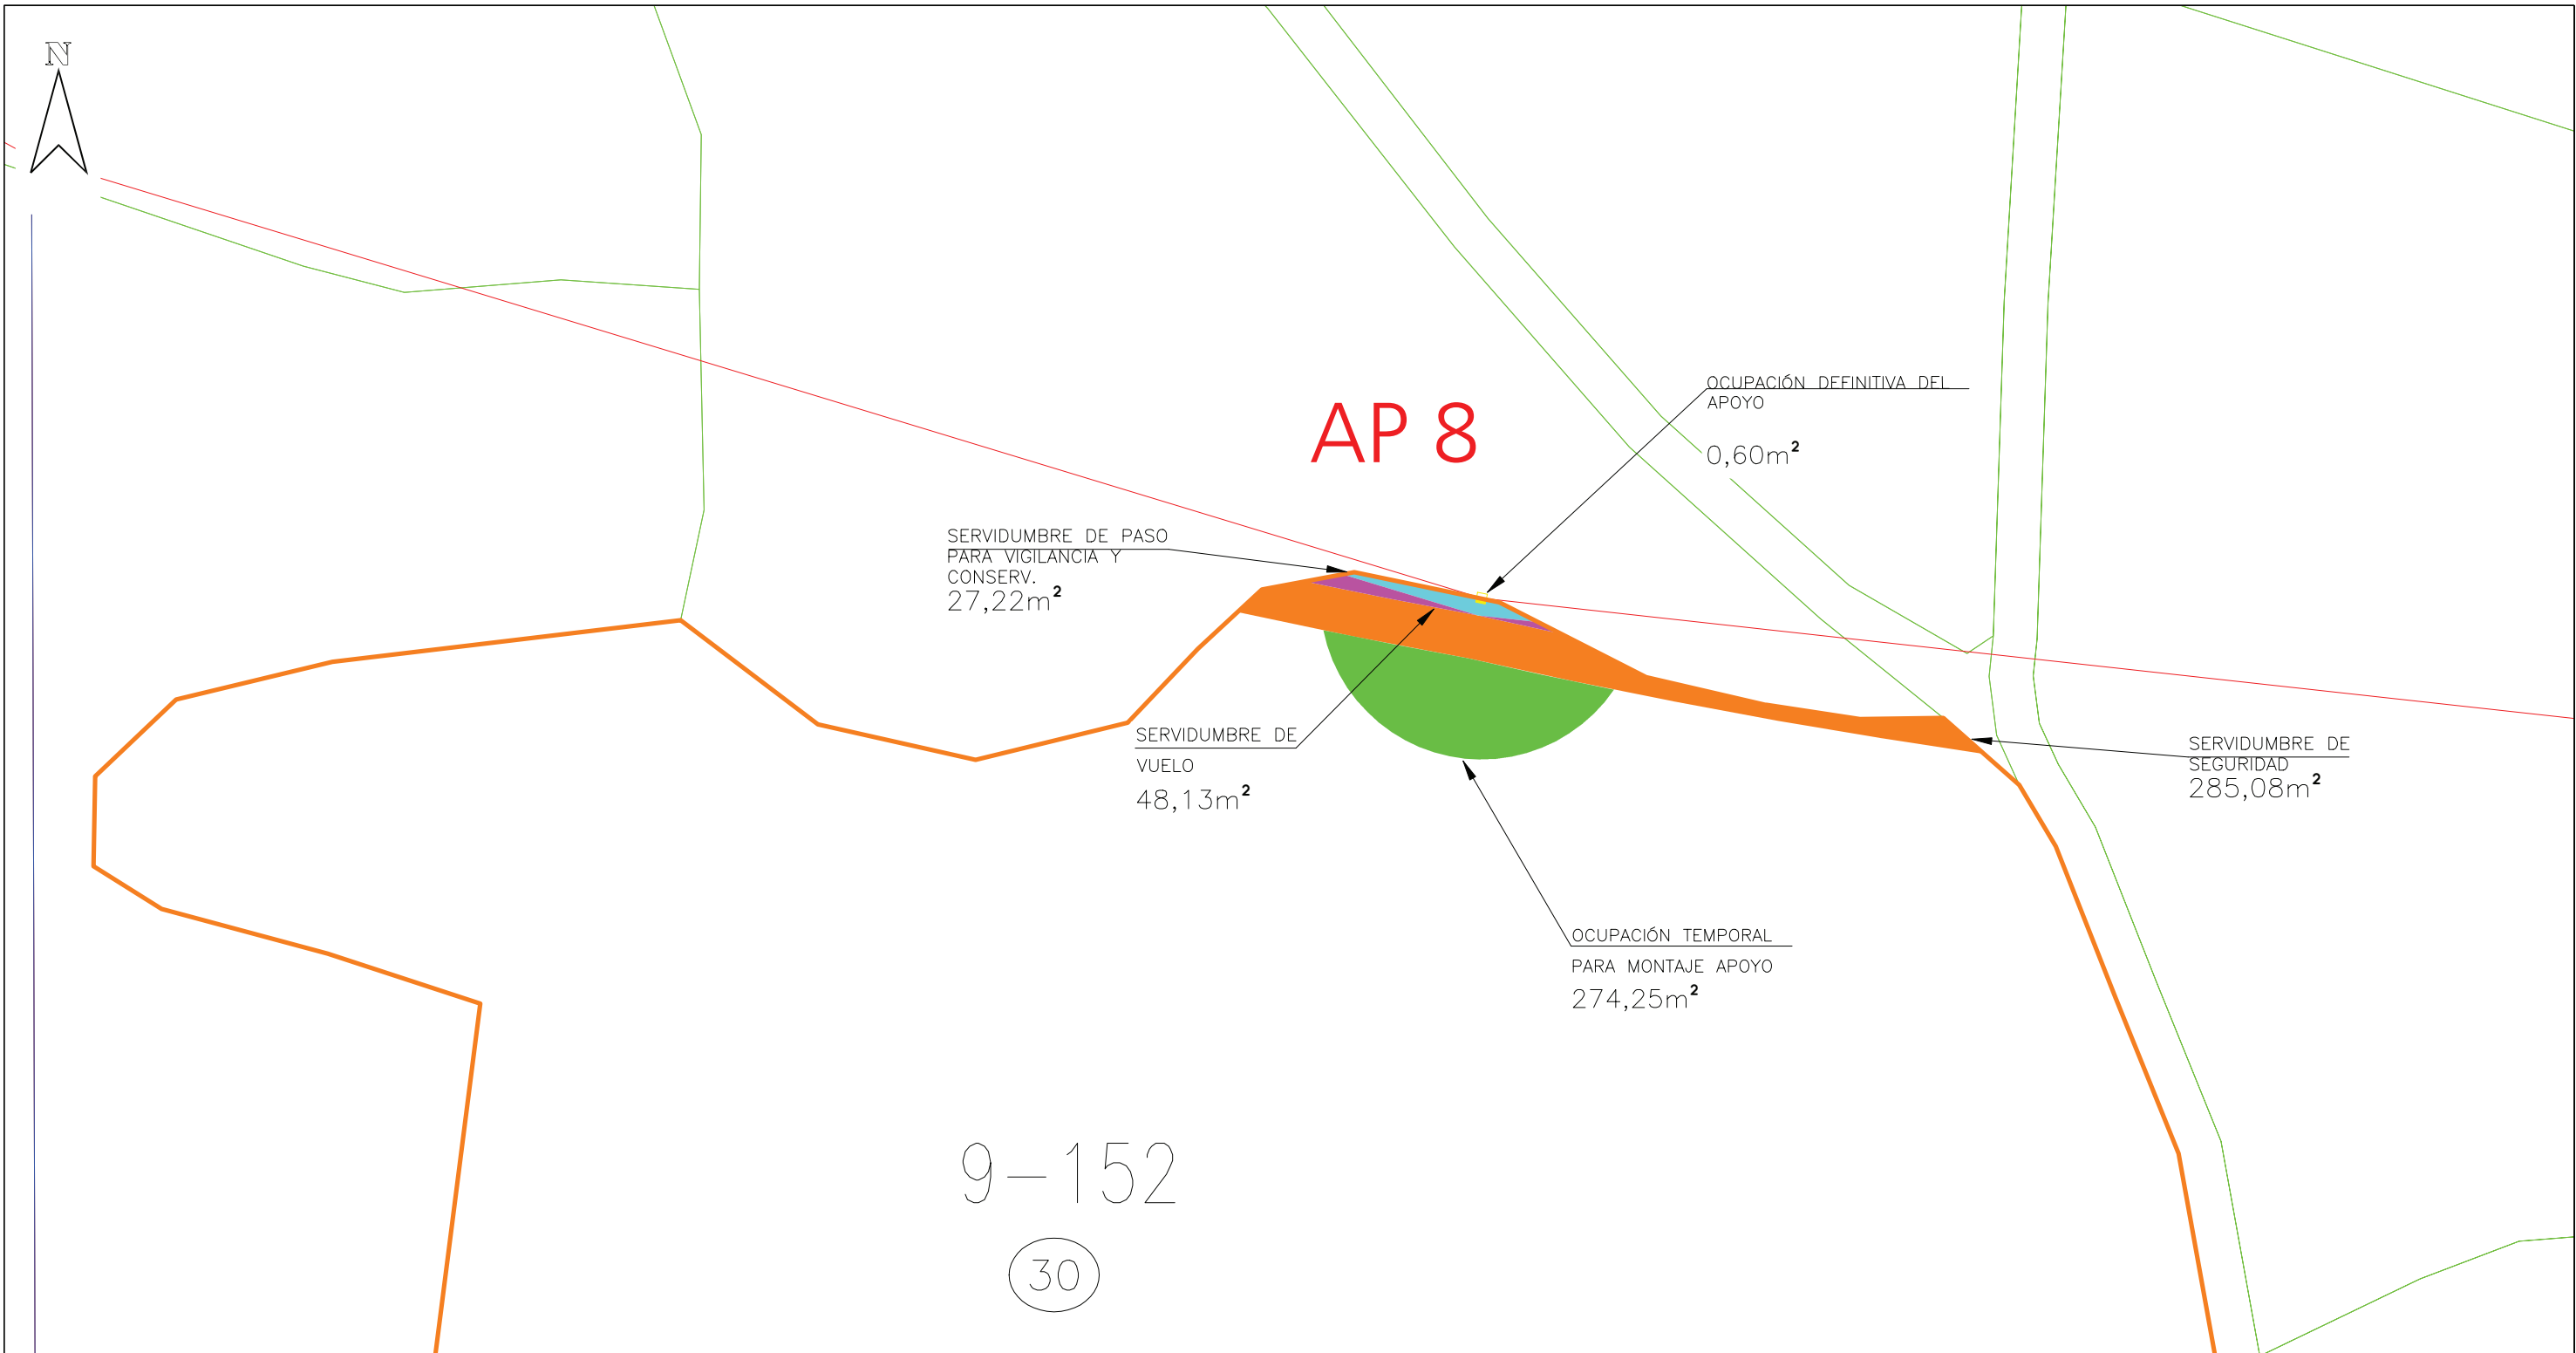 N
OCUPACIÓN DEFINITIVA DEL
APOYO
0,60m²
AP 8
SERVIDUMBRE DE PASO
PARA VIGILANCIA Y
CONSERV.
27,22m²
SERVIDUMBRE DE
VUELO
48,13m²
SERVIDUMBRE DE
SEGURIDAD
285,08m²
OCUPACIÓN TEMPORAL
PARA MONTAJE APOYO
274,25m²
9-152
30